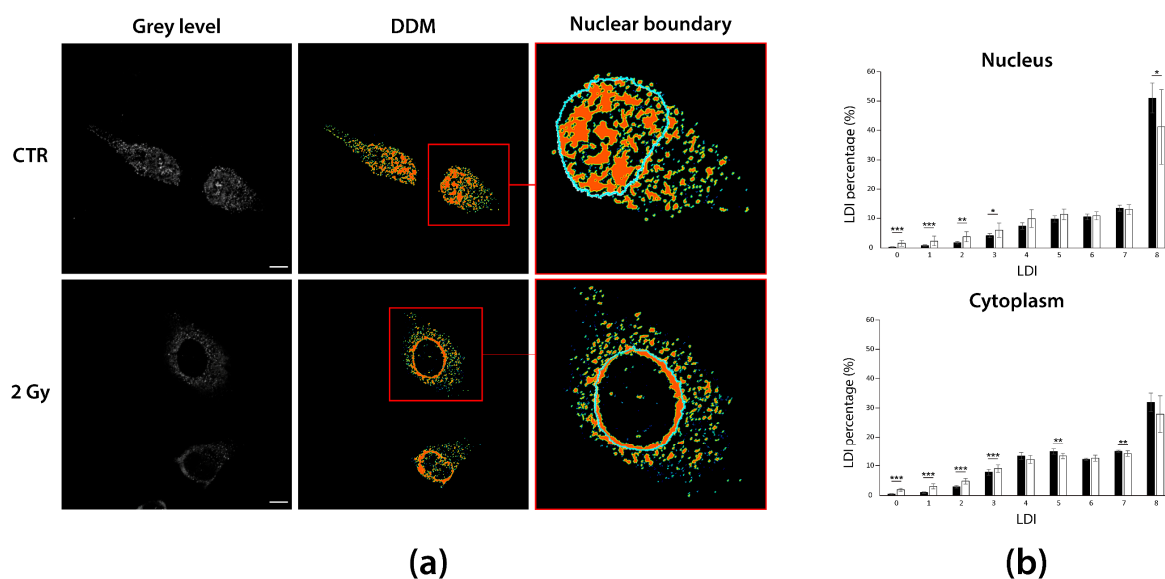 Grey level DDM Nuclear boundary
CTR
2 Gy
(a)
Nucleus
LDI percentage (%)
60
50
40
30
20
10
0
*** *** ** * *
0 1 2 3 4 5 6 7 8
LDI
Cytoplasm
LDI percentage (%)
60
50
40
30
20
10
0
*** *** *** *** ** **
0 1 2 3 4 5 6 7 8
LDI
(b)